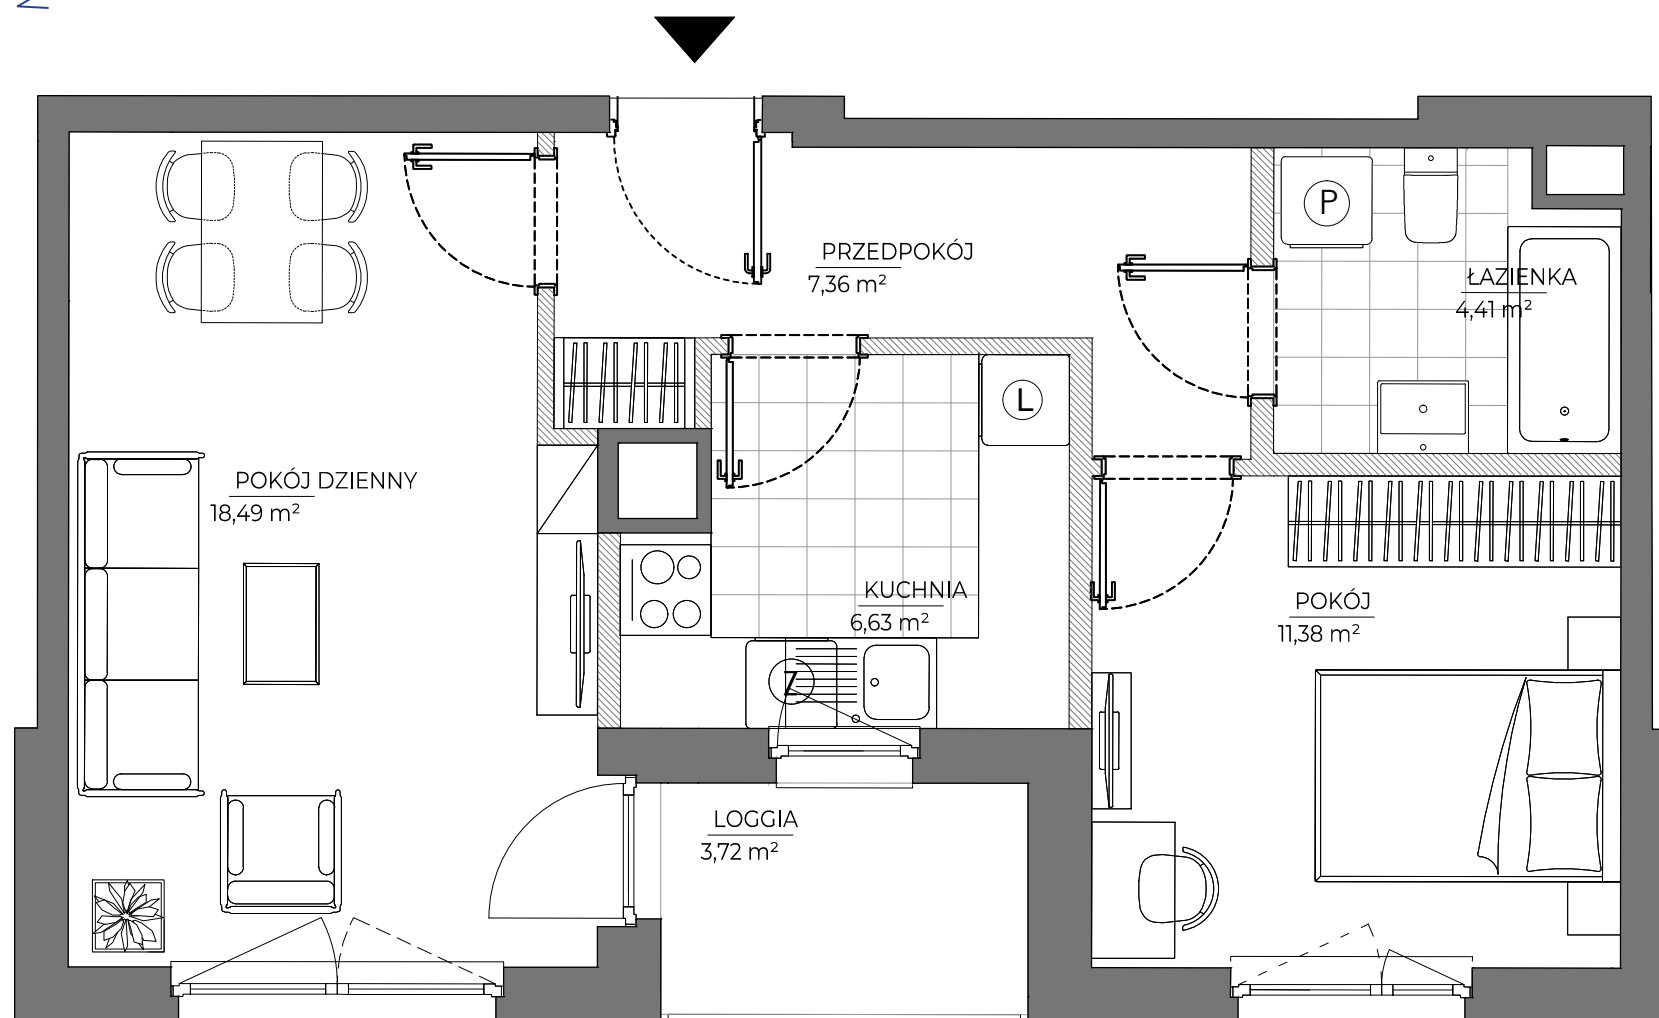 PRZEDPOKÓJ
7,36 m²
P
ŁAZIENKA
4,41 m²
L
POKÓJ DZIENNY
18,49 m²
KUCHNIA
6,63 m²
POKÓJ
11,38 m²
Z
LOGGIA
3,72 m²